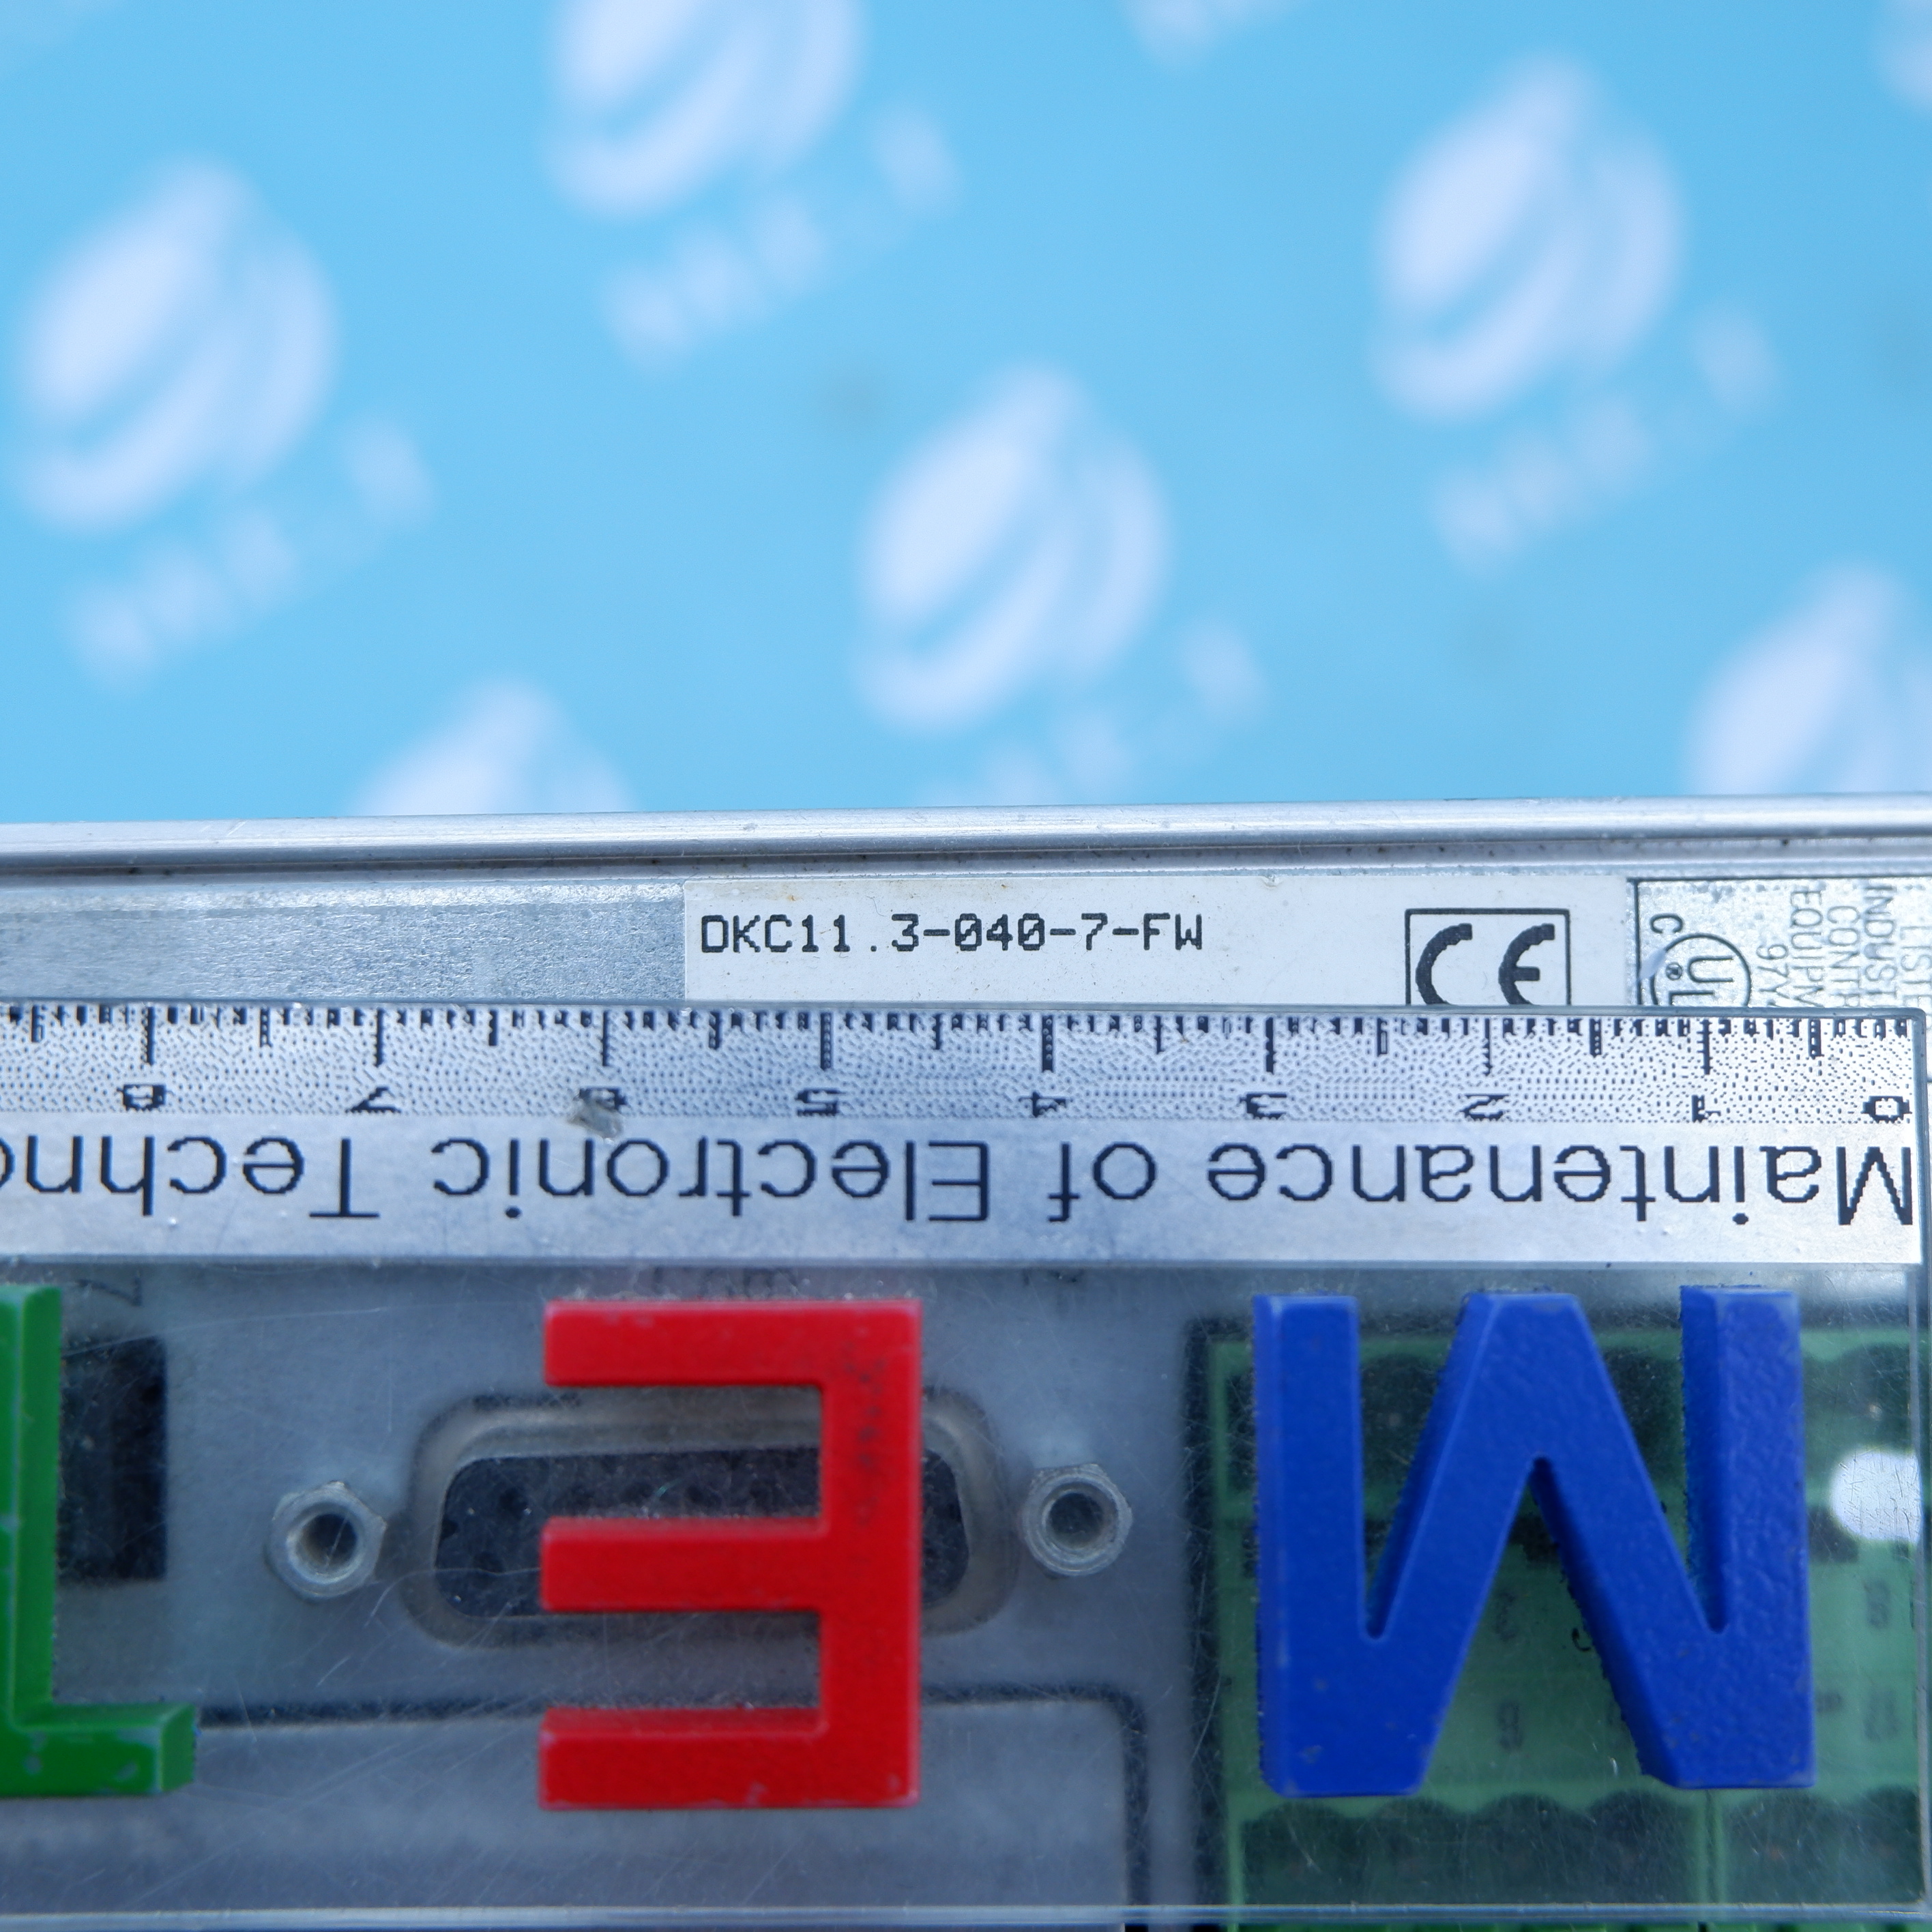 DKC11.3-040-7-FW
CE
C UL ®
8 7 6 5 4 3 2 1 0
Maintenance of Electronic Techno
L E M